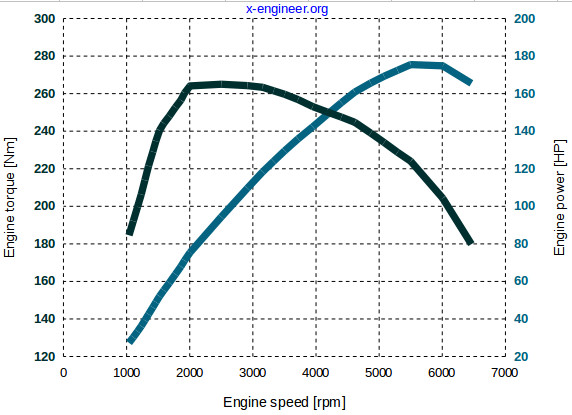 x-engineer.org
300 200
280 180
260 160
240 140
220 120
200 100
180 80
160 60
140 40
120 20
Engine torque [Nm]
Engine power [HP]
0 1000 2000 3000 4000 5000 6000 7000
Engine speed [rpm]